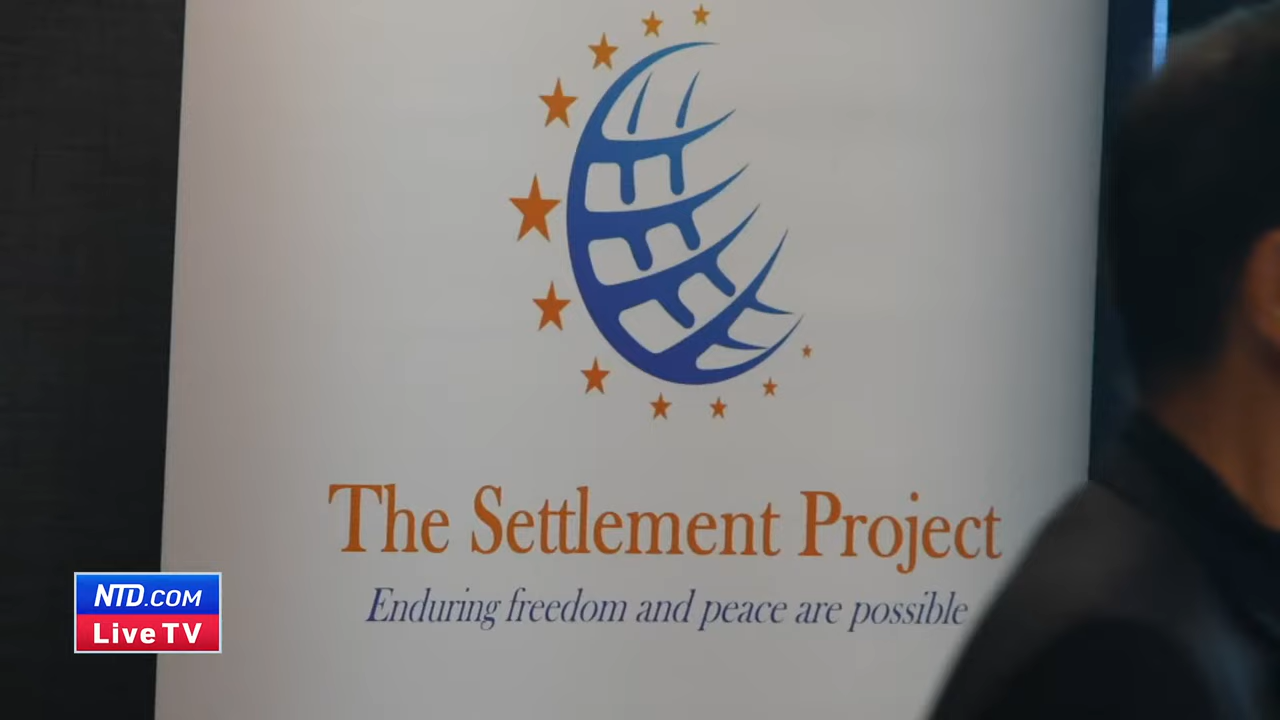 The Settlement Project
Enduring freedom and peace are possible
NTD.COM
Live TV